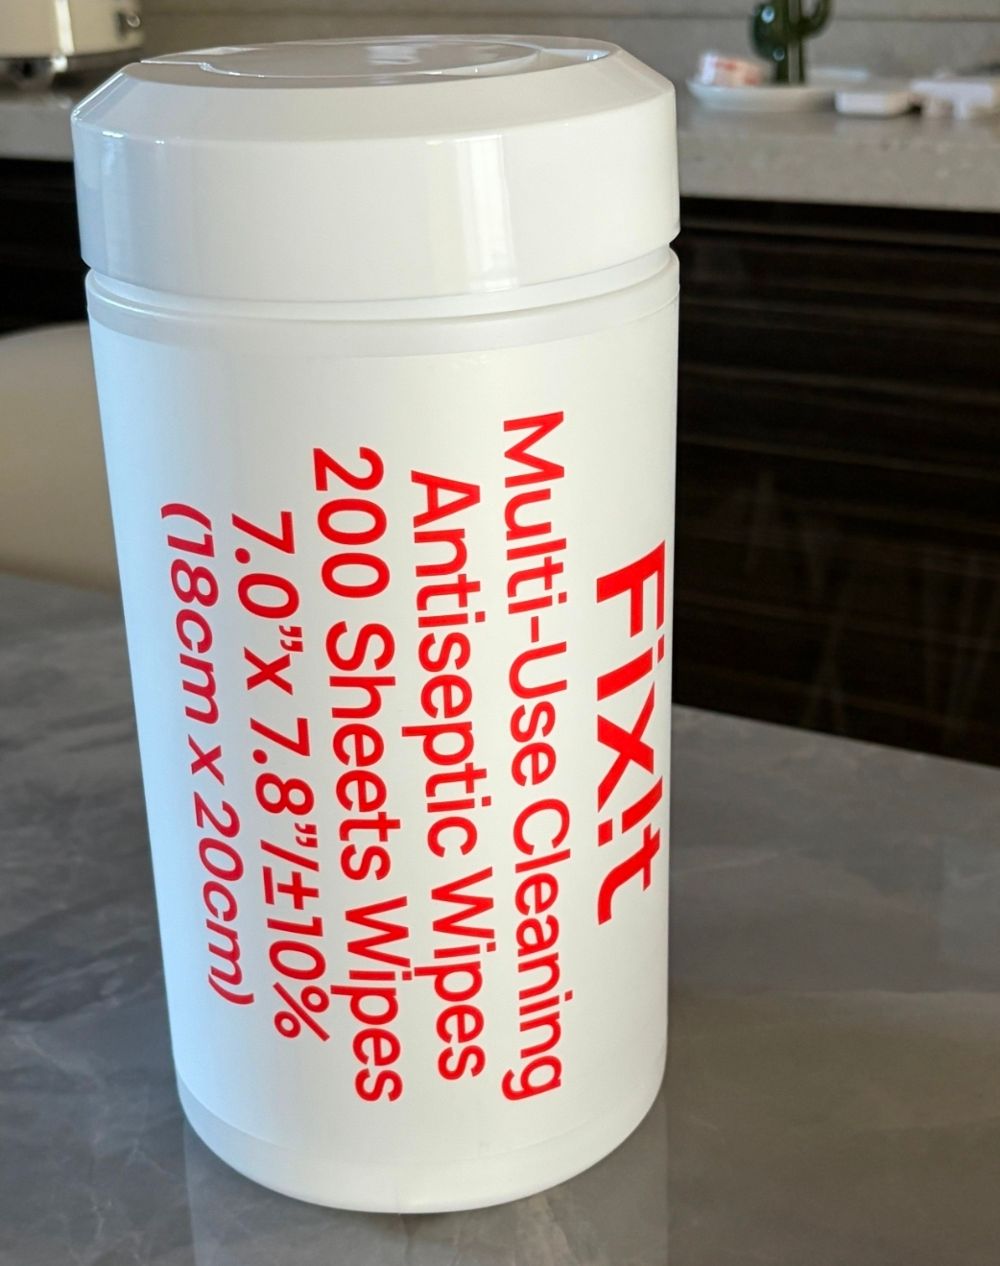 Fix!t
Multi-Use Cleaning
Antiseptic Wipes
200 Sheets Wipes
7.0”x 7.8”/±10%
(18cm x 20cm)